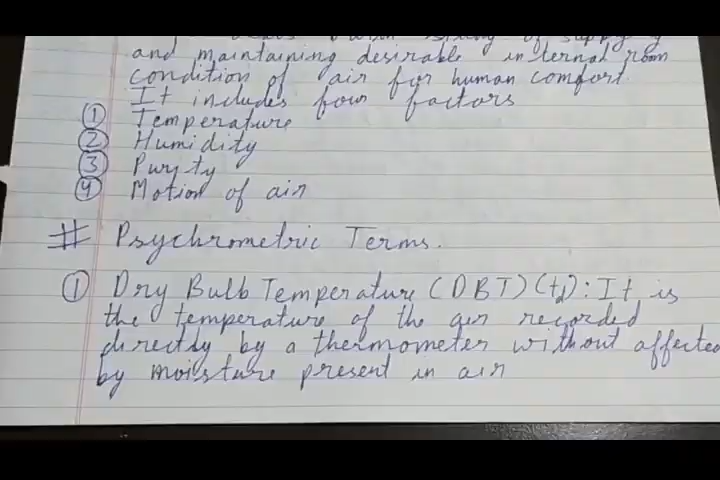 of supply
and maintaining desirable internal room
condition of air for human comfort
It includes four factors
① Temperature
② Humidity
③ Purity
④ Motion of air
# Psychrometric Terms.
① Dry Bulb Temperature (DBT) (td): It is
the temperature of the air recorded
directly by a thermometer without affected
by moisture present in air